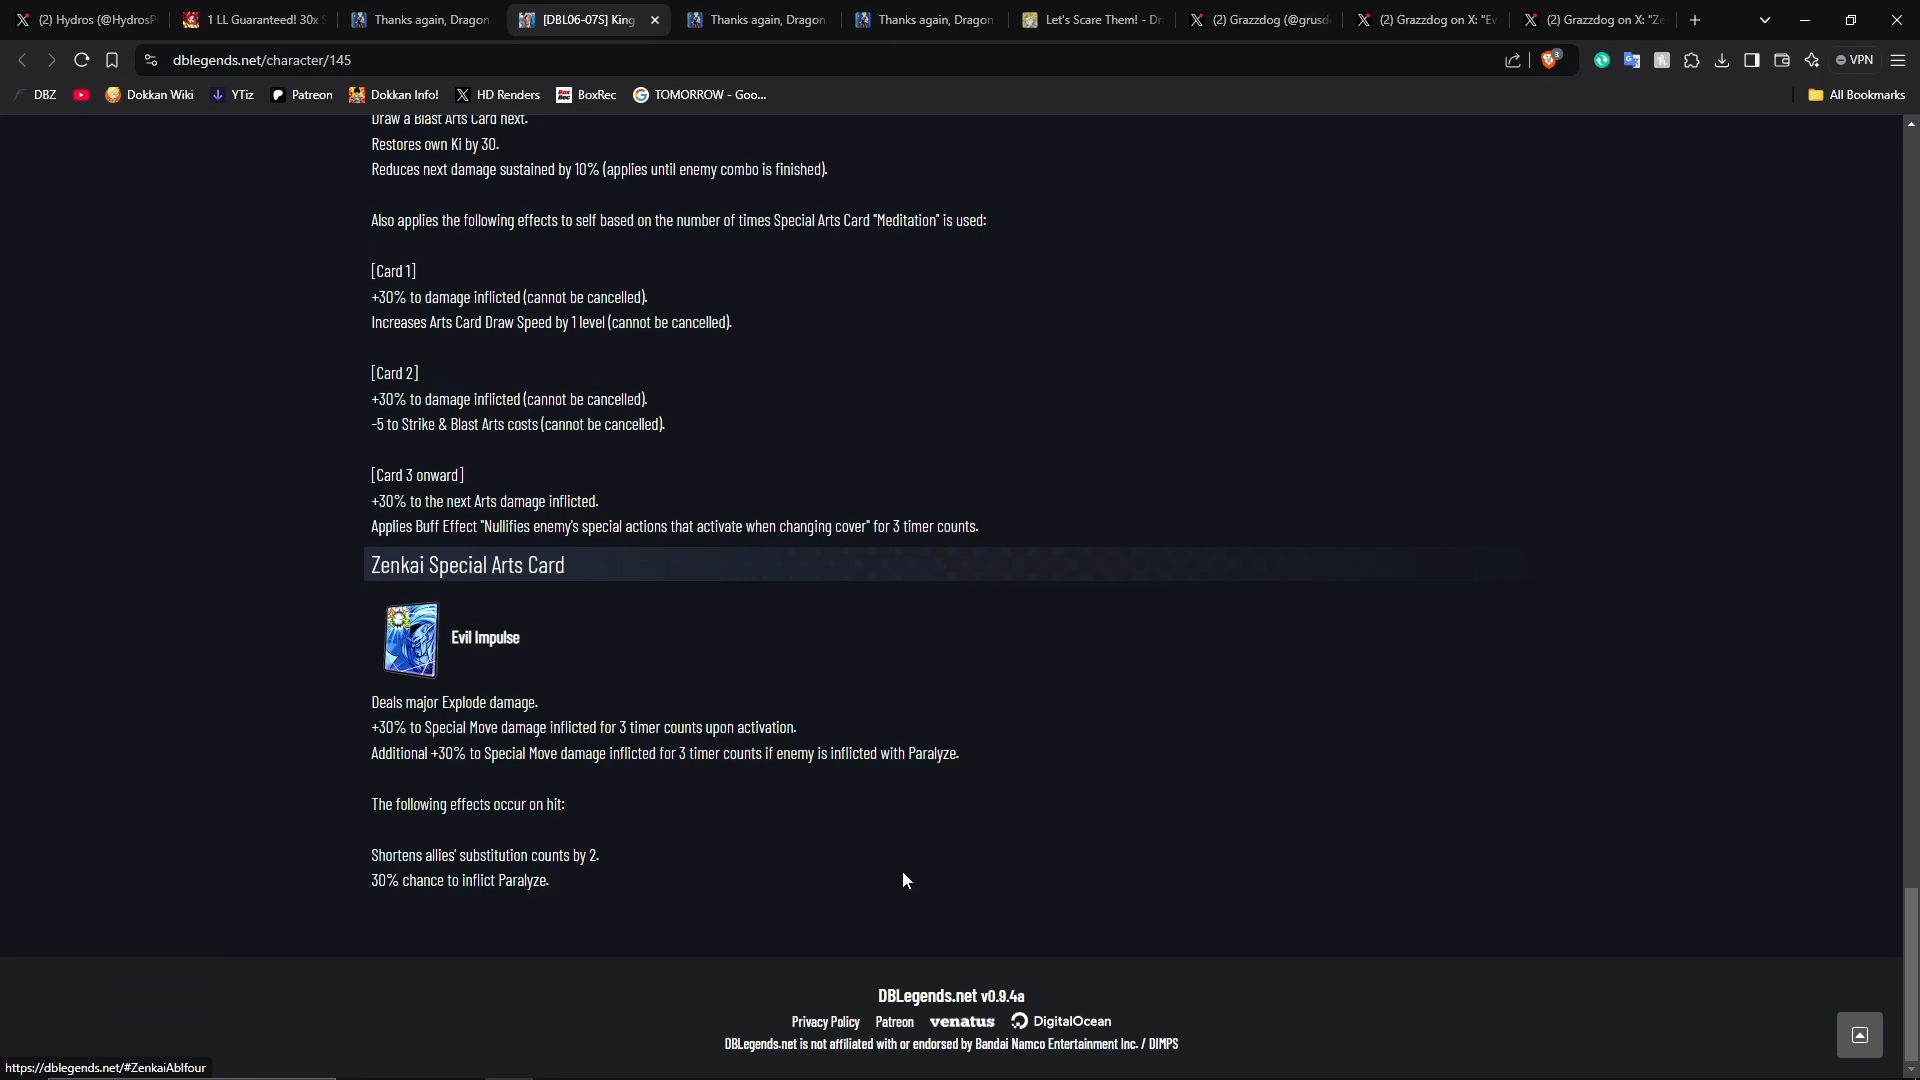 (2) Hydros (@HydrosP
1 LL Guaranteed! 30x S
Thanks again, Dragon
[DBL06-07S] King
Thanks again, Dragon
Thanks again, Dragon
Let's Scare Them! - Dr
(2) Grazzdog (@grusd
(2) Grazzdog on X: "Ev
(2) Grazzdog on X: "Ze
dblegends.net/character/145
3
VPN
DBZ
Dokkan Wiki
YTiz
Patreon
Dokkan Info!
HD Renders
BoxRec
TOMORROW - Goo...
All Bookmarks
Draw a Blast Arts Card next.
Restores own Ki by 30.
Reduces next damage sustained by 10% (applies until enemy combo is finished).
Also applies the following effects to self based on the number of times Special Arts Card "Meditation" is used:
[Card 1]
+30% to damage inflicted (cannot be cancelled).
Increases Arts Card Draw Speed by 1 level (cannot be cancelled).
[Card 2]
+30% to damage inflicted (cannot be cancelled).
-5 to Strike & Blast Arts costs (cannot be cancelled).
[Card 3 onward]
+30% to the next Arts damage inflicted.
Applies Buff Effect "Nullifies enemy's special actions that activate when changing cover" for 3 timer counts.
Zenkai Special Arts Card
Evil Impulse
Deals major Explode damage.
+30% to Special Move damage inflicted for 3 timer counts upon activation.
Additional +30% to Special Move damage inflicted for 3 timer counts if enemy is inflicted with Paralyze.
The following effects occur on hit:
Shortens allies' substitution counts by 2.
30% chance to inflict Paralyze.
DBLegends.net v0.9.4a
Privacy Policy Patreon venatus DigitalOcean
DBLegends.net is not affiliated with or endorsed by Bandai Namco Entertainment Inc. / DIMPS
https://dblegends.net/#ZenkaiAblfour